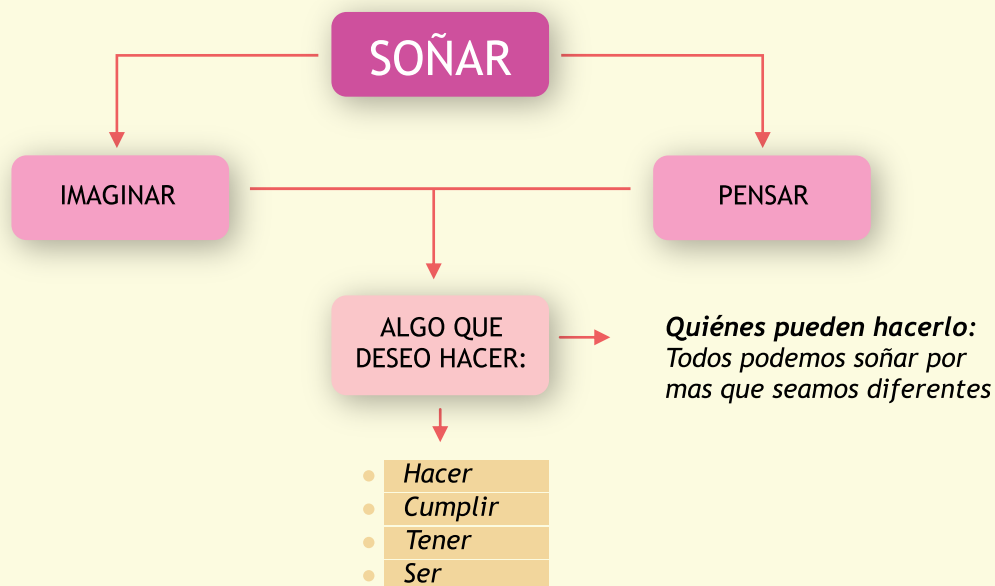 SOÑAR
IMAGINAR
PENSAR
ALGO QUE
DESEO HACER:
Quiénes pueden hacerlo:
Todos podemos soñar por
mas que seamos diferentes
Hacer
Cumplir
Tener
Ser